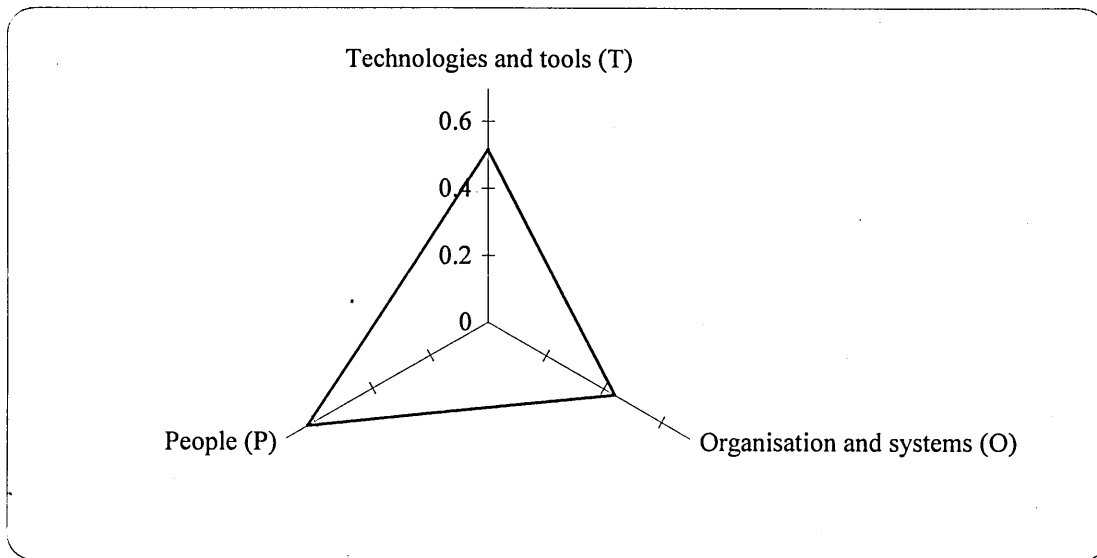 Technologies and tools (T)
0.6
0.4
0.2
0
People (P)
Organisation and systems (O)